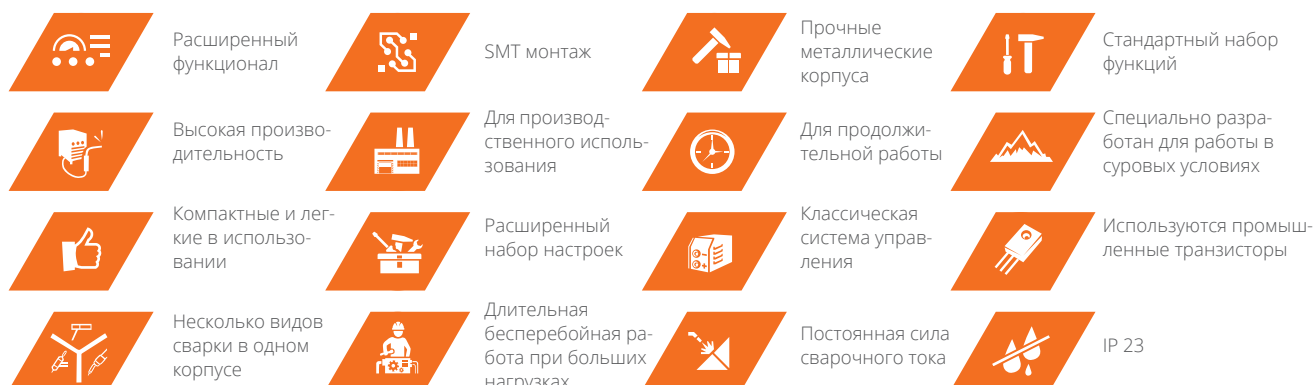 Расширенный
функционал
SMT монтаж
Прочные
металлические
корпуса
Стандартный набор
функций
Высокая произво-
дительность
Для производ-
ственного исполь-
зования
Для продолжи-
тельной работы
Специально разра-
ботан для работы в
суровых условиях
Компактные и лег-
кие в использо-
вании
Расширенный
набор настроек
Классическая
система управ-
ления
Используются промыш-
ленные транзисторы
Несколько видов
сварки в одном
корпусе
Длительная
бесперебойная ра-
бота при больших
нагрузках
Постоянная сила
сварочного тока
IP 23